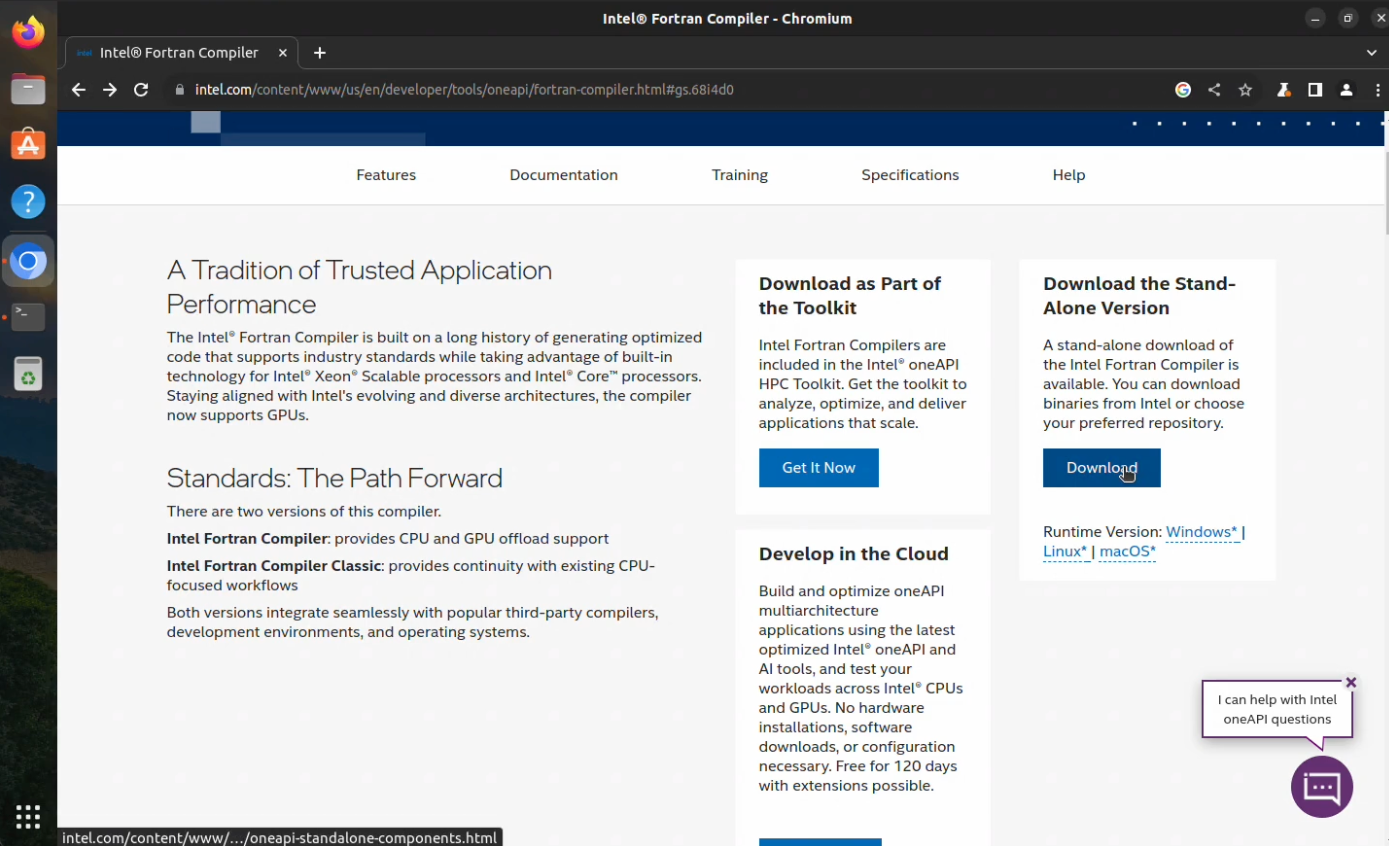 Intel® Fortran Compiler - Chromium
intel Intel® Fortran Compiler
intel.com/content/www/us/en/developer/tools/oneapi/fortran-compiler.html#gs.68i4d0
Features Documentation Training Specifications Help
A Tradition of Trusted Application
Performance
The Intel® Fortran Compiler is built on a long history of generating optimized
code that supports industry standards while taking advantage of built-in
technology for Intel® Xeon® Scalable processors and Intel® Core™ processors.
Staying aligned with Intel's evolving and diverse architectures, the compiler
now supports GPUs.
Standards: The Path Forward
There are two versions of this compiler.
Intel Fortran Compiler: provides CPU and GPU offload support
Intel Fortran Compiler Classic: provides continuity with existing CPU-
focused workflows
Both versions integrate seamlessly with popular third-party compilers,
development environments, and operating systems.
Download as Part of
the Toolkit
Intel Fortran Compilers are
included in the Intel® oneAPI
HPC Toolkit. Get the toolkit to
analyze, optimize, and deliver
applications that scale.
Get It Now
Develop in the Cloud
Build and optimize oneAPI
multiarchitecture
applications using the latest
optimized Intel® oneAPI and
AI tools, and test your
workloads across Intel® CPUs
and GPUs. No hardware
installations, software
downloads, or configuration
necessary. Free for 120 days
with extensions possible.
Download the Stand-
Alone Version
A stand-alone download of
the Intel Fortran Compiler is
available. You can download
binaries from Intel or choose
your preferred repository.
Download
Runtime Version: Windows* |
Linux* | macOS*
I can help with Intel
oneAPI questions
intel.com/content/www/…/oneapi-standalone-components.html